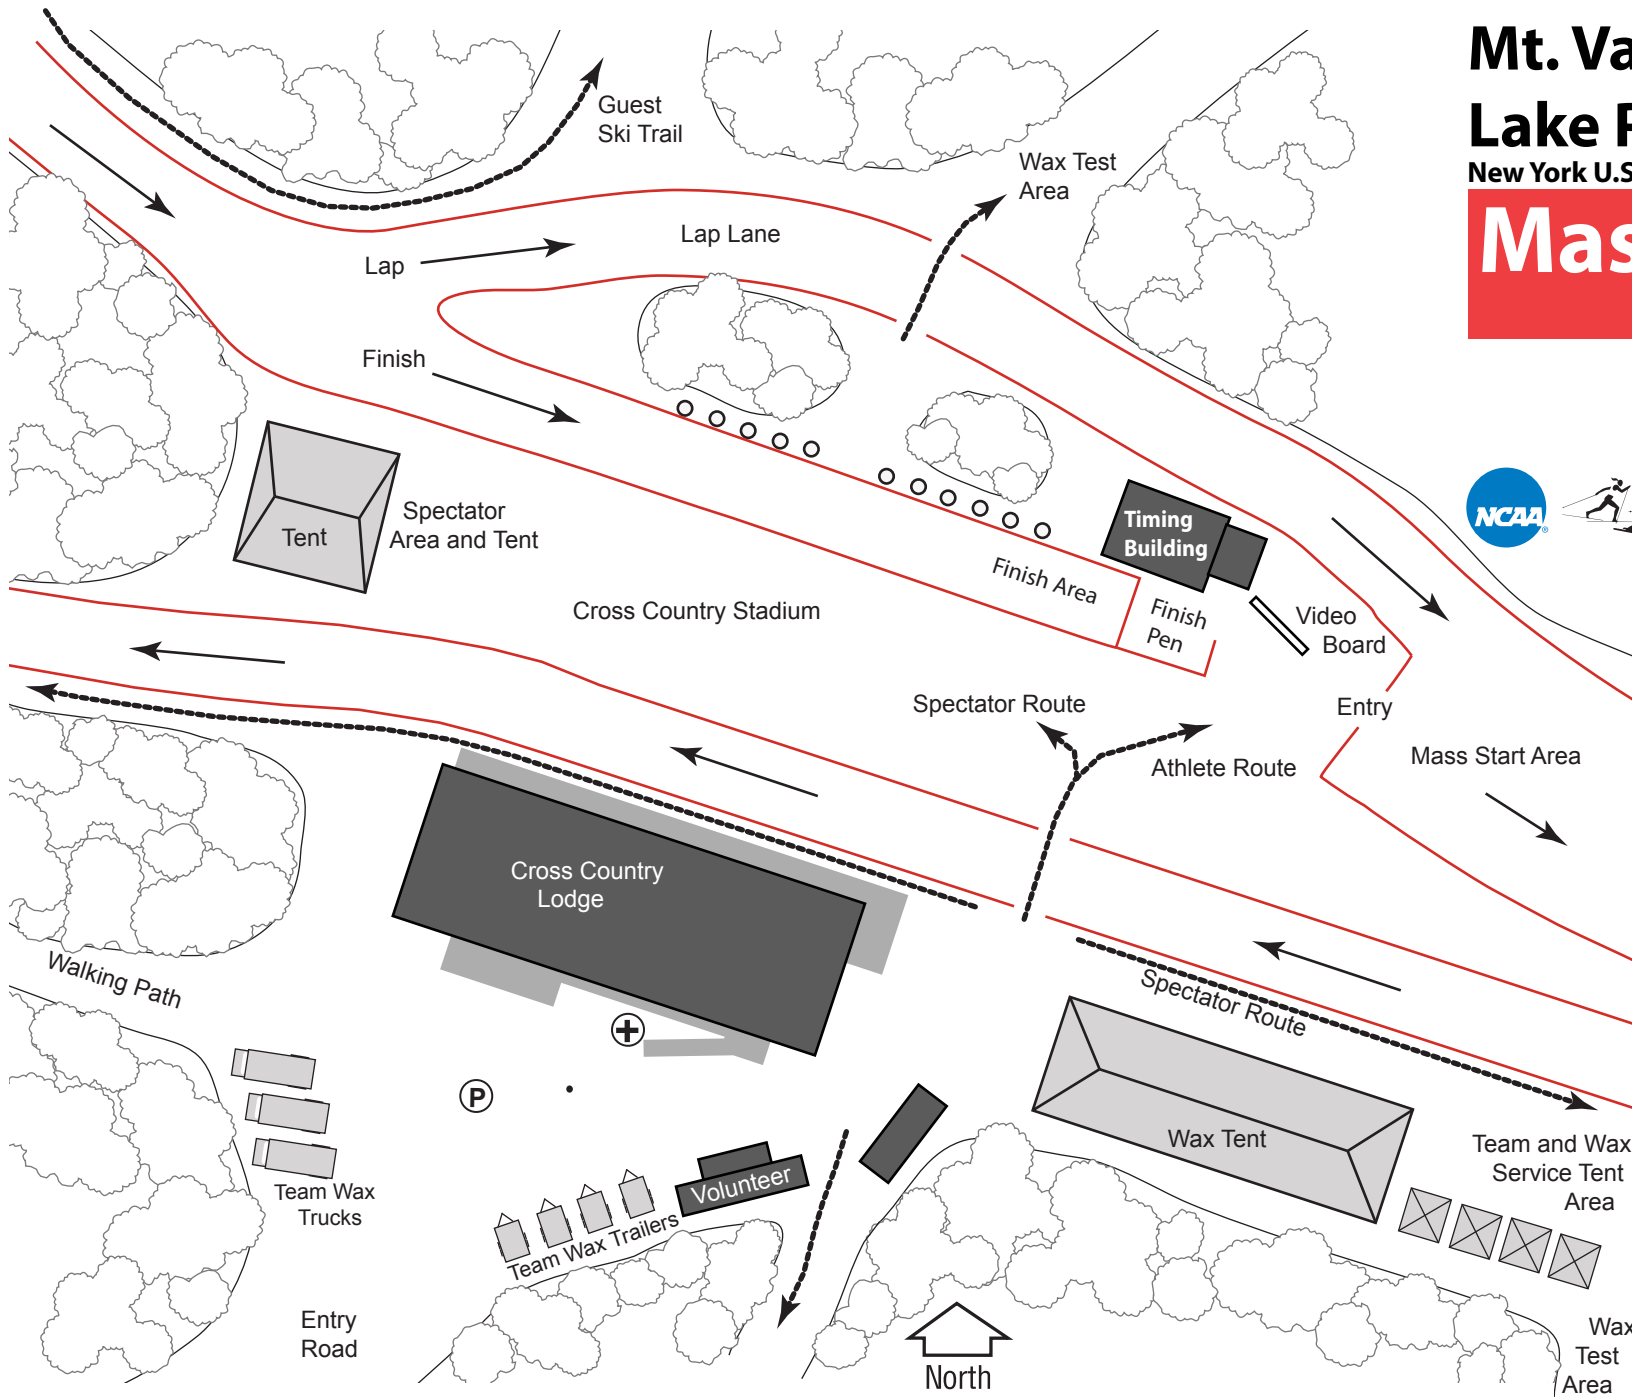 Mt. Va
Lake P
New York U.S
Mas
Guest
Ski Trail
Wax Test
Area
Lap Lane
Lap
Finish
NCAA
Timing
Building
Spectator
Area and Tent
Tent
Finish Area
Finish
Pen
Video
Board
Cross Country Stadium
Spectator Route
Entry
Athlete Route
Mass Start Area
Cross Country
Lodge
Walking Path
Spectator Route
P
Wax Tent
Team and Wax
Service Tent
Area
Team Wax
Trucks
Volunteer
Team Wax Trailers
Entry
Road
North
Wax
Test
Area